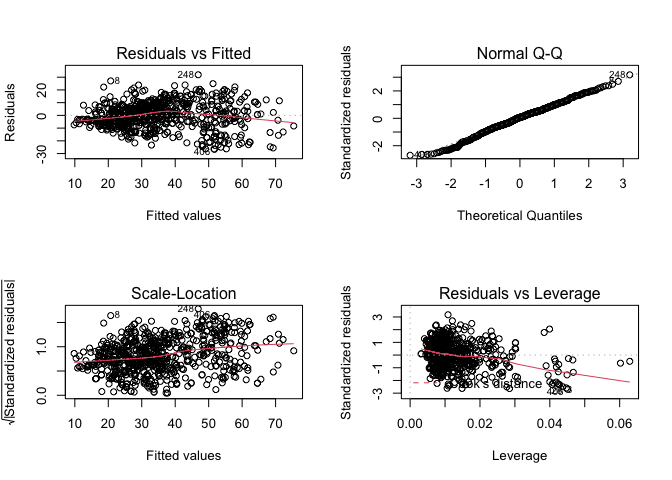 Residuals vs Fitted
Residuals
-30 0 20
8
248
10 20 30 40 50 60 70
Fitted values
Normal Q-Q
Standardized residuals
-2 0 2
248
-3 -2 -1 0 1 2 3
Theoretical Quantiles
Scale-Location
√|Standardized residuals|
0.0 1.0
8
248
10 20 30 40 50 60 70
Fitted values
Residuals vs Leverage
Standardized residuals
-3 -1 1 3
distance
0.00 0.02 0.04 0.06
Leverage